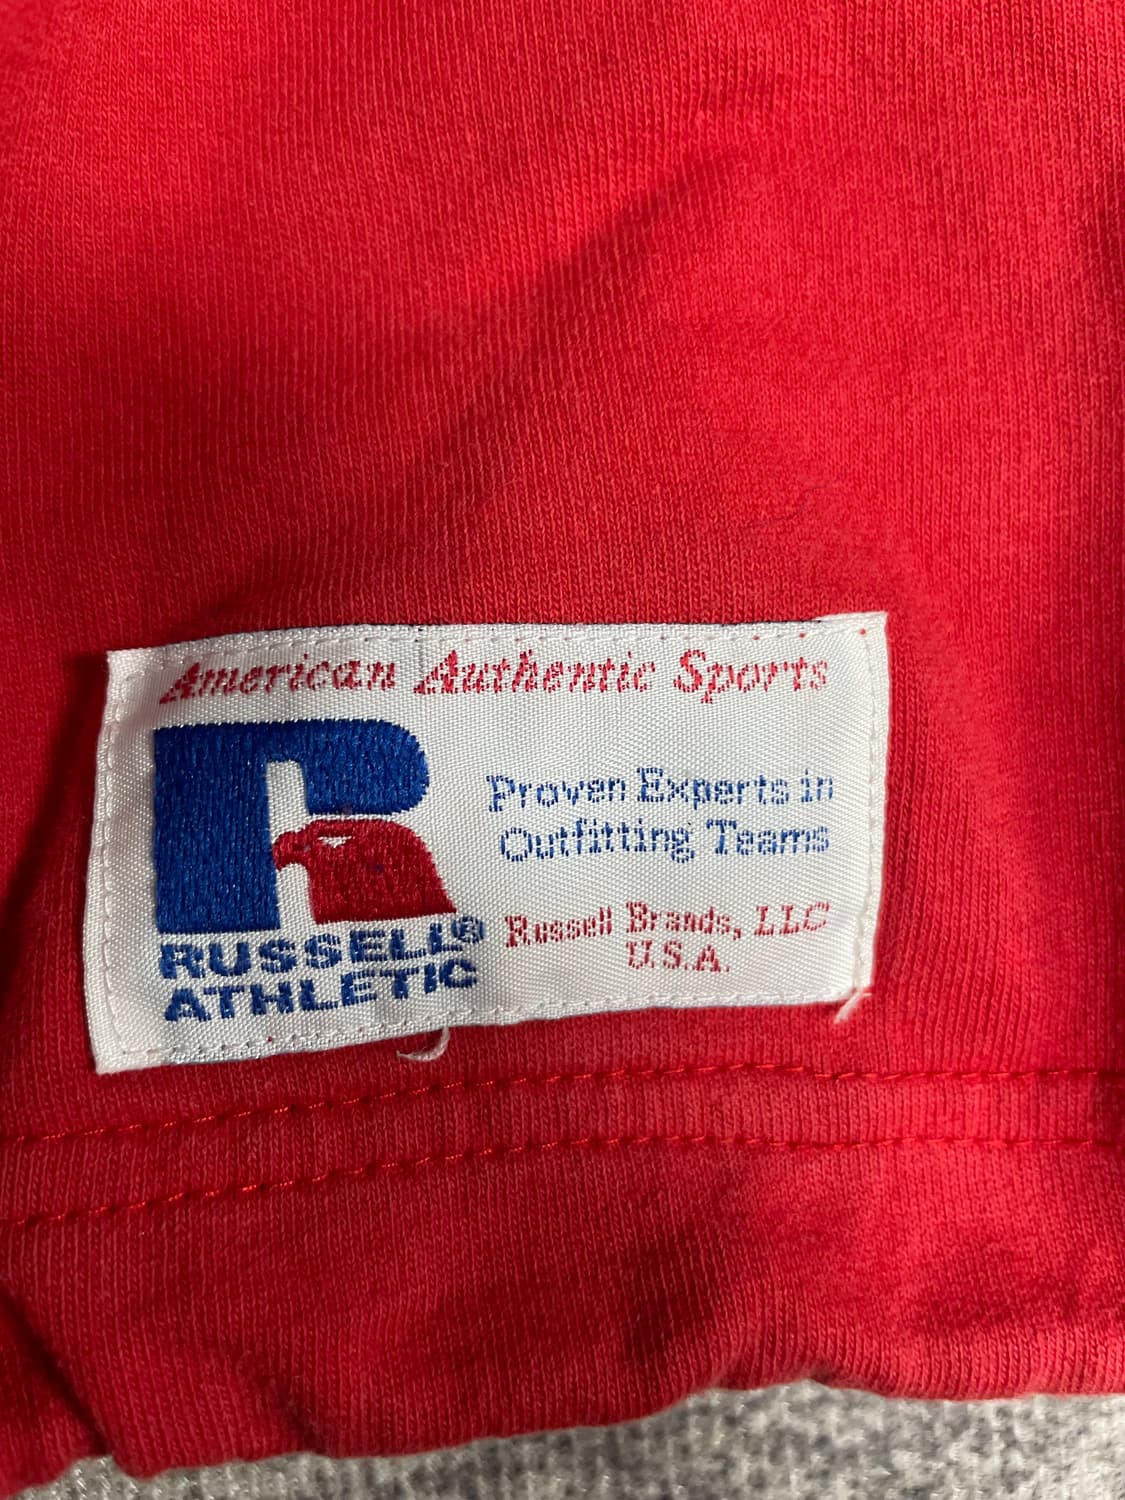 American Authentic Sports
Proven Experts in
Outfitting Teams
Russell Brands, LLC
U.S.A.
R
RUSSELL®
ATHLETIC